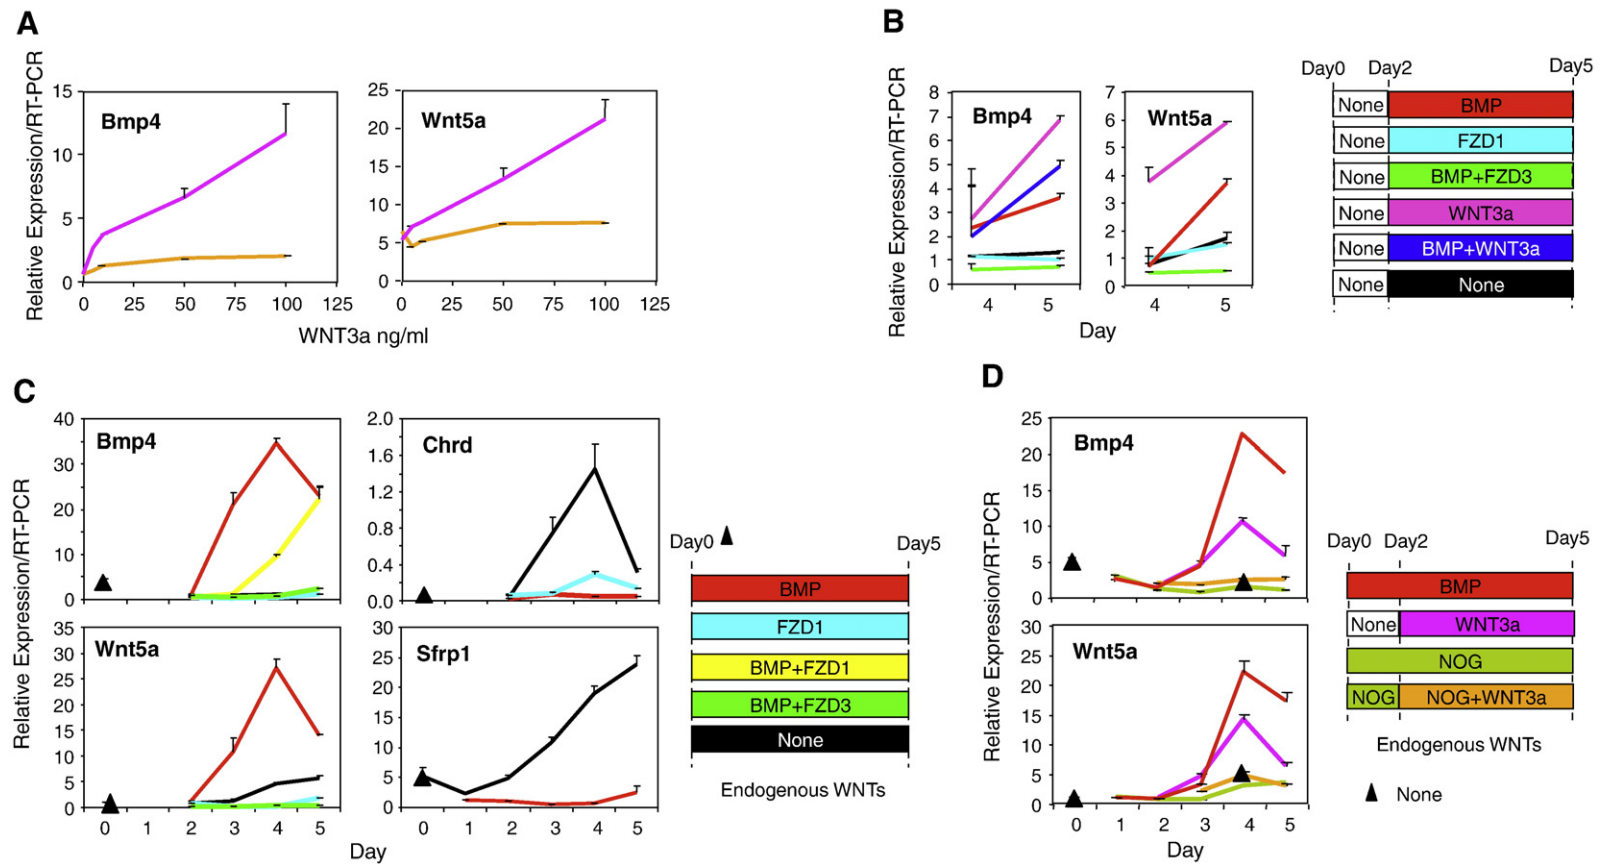 A
Relative Expression/RT-PCR
15
10
5
0
Bmp4
0 25 50 75 100 125
25
20
15
10
5
0
Wnt5a
0 25 50 75 100 125
WNT3a ng/ml
B
Relative Expression/RT-PCR
8
7
6
5
4
3
2
1
0
Bmp4
4 5
7
6
5
4
3
2
1
0
Wnt5a
4 5
Day
Day0 Day2 Day5
None BMP
None FZD1
None BMP+FZD3
None WNT3a
None BMP+WNT3a
None None
C
Relative Expression/RT-PCR
40
30
20
10
0
Bmp4
2.0
1.6
1.2
0.8
0.4
0.0
Chrd
35
30
25
20
15
10
5
0
Wnt5a
0 1 2 3 4 5
30
25
20
15
10
5
0
Sfrp1
0 1 2 3 4 5
Day
Day0 Day5
BMP
FZD1
BMP+FZD1
BMP+FZD3
None
Endogenous WNTs
D
Relative Expression/RT-PCR
25
20
15
10
5
0
Bmp4
30
25
20
15
10
5
0
Wnt5a
0 1 2 3 4 5
Day
Day0 Day2 Day5
BMP
None WNT3a
NOG
NOG NOG+WNT3a
Endogenous WNTs
None